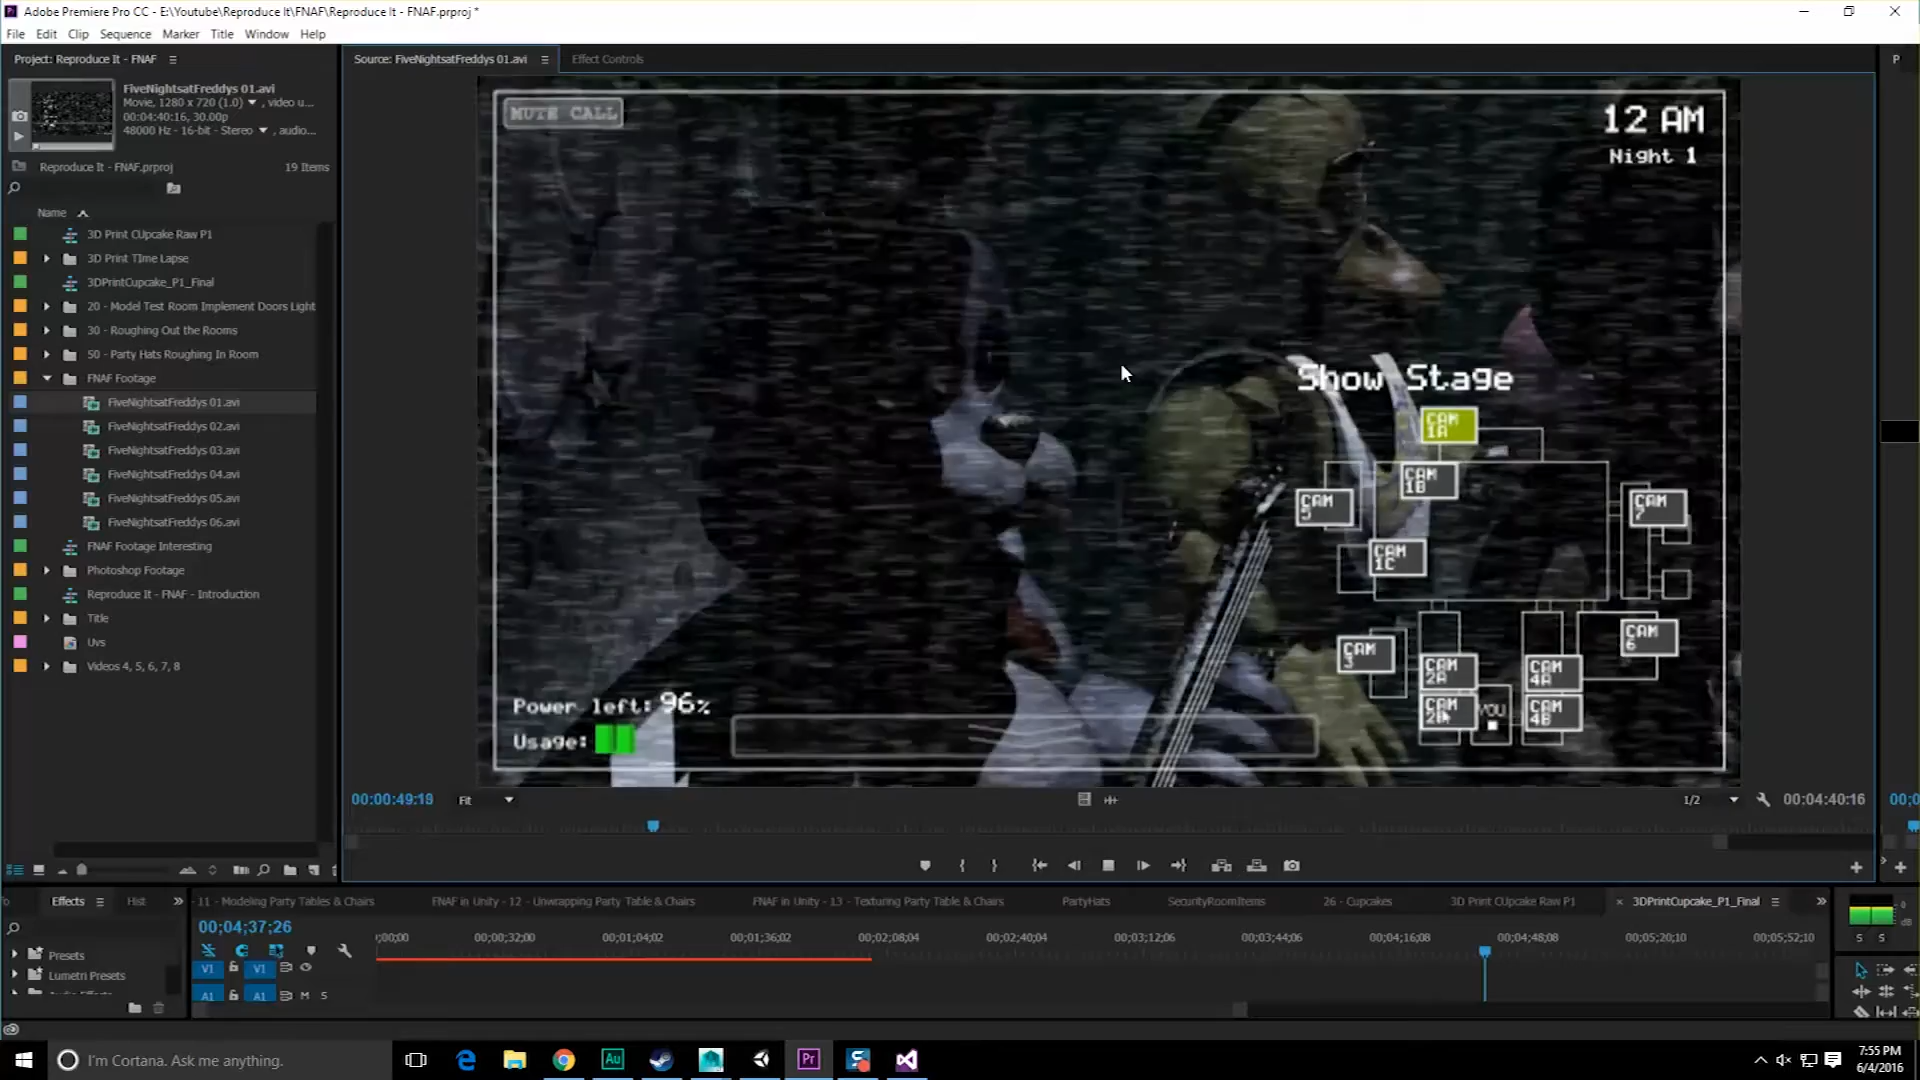 Adobe Premiere Pro CC - E:\Youtube\Reproduce It\FNAF\Reproduce It - FNAF.prproj *
File Edit Clip Sequence Marker Title Window Help
Project: Reproduce It - FNAF
FiveNightsatFreddys 01.avi
Movie, 1280 x 720 (1.0) , video u...
00:04:40:16, 30.00p
48000 Hz - 16-bit - Stereo , audio...
Reproduce It - FNAF.prproj 19 Items
Name
3D Print CUpcake Raw P1
3D Print TIme Lapse
3DPrintCupcake_P1_Final
20 - Model Test Room Implement Doors Light
30 - Roughing Out the Rooms
50 - Party Hats Roughing In Room
FNAF Footage
FiveNightsatFreddys 01.avi
FiveNightsatFreddys 02.avi
FiveNightsatFreddys 03.avi
FiveNightsatFreddys 04.avi
FiveNightsatFreddys 05.avi
FiveNightsatFreddys 06.avi
FNAF Footage Interesting
Photoshop Footage
Reproduce It - FNAF - Introduction
Title
Uvs
Videos 4, 5, 6, 7, 8
Source: FiveNightsatFreddys 01.avi Effect Controls
P
MUTE CALL
12 AM
Night 1
Show Stage
CAM 1A
CAM 1B
CAM 5
CAM 7
CAM 1C
CAM 6
CAM 3
CAM 2A
CAM 4A
CAM 2B
YOU
CAM 4B
Power left: 96%
Usage:
00:00:49:19 Fit 1/2 00:04:40:16
Effects Hist
- 11 - Modeling Party Tables & Chairs FNAF in Unity - 12 - Unwrapping Party Table & Chairs FNAF in Unity - 13 - Texturing Party Table & Chairs PartyHats SecurityRoomItems 26 - Cupcakes 3D Print CUpcake Raw P1 × 3DPrintCupcake_P1_Final
00;04;37;26
;00;00 00;00;32;00 00;01;04;02 00;01;36;02 00;02;08;04 00;02;40;04 00;03;12;06 00;03;44;06 00;04;16;08 00;04;48;08 00;05;20;10 00;05;52;10
Presets
Lumetri Presets
V1 V1
A1 A1 M S
S S
I'm Cortana. Ask me anything.
Au
Pr
7:55 PM
6/4/2016